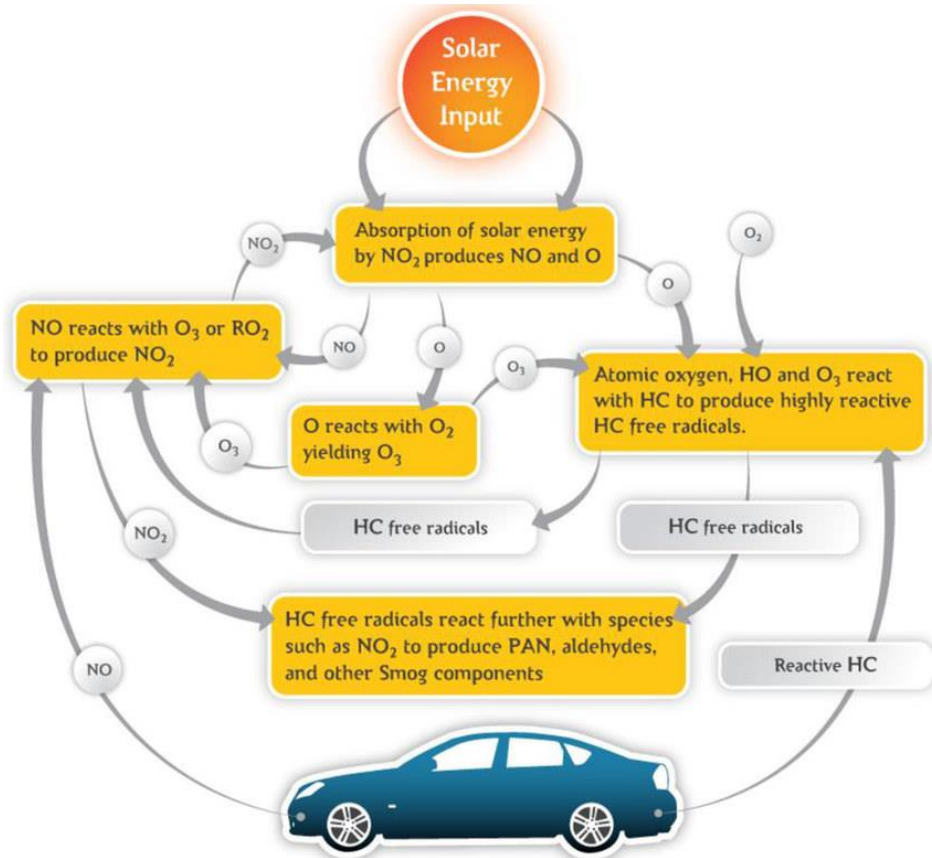 Solar
Energy
Input
Absorption of solar energy
by NO₂ produces NO and O
NO₂
O₂
O
NO reacts with O₃ or RO₂
to produce NO₂
NO
O
O₃
Atomic oxygen, HO and O₃ react
with HC to produce highly reactive
HC free radicals.
O reacts with O₂
yielding O₃
O₃
HC free radicals
HC free radicals
NO₂
HC free radicals react further with species
such as NO₂ to produce PAN, aldehydes,
and other Smog components
NO
Reactive HC